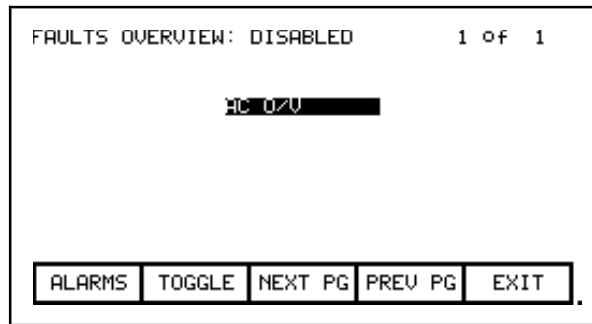 FAULTS OVERVIEW: DISABLED 1 of 1
AC O/V
ALARMS TOGGLE NEXT PG PREV PG EXIT